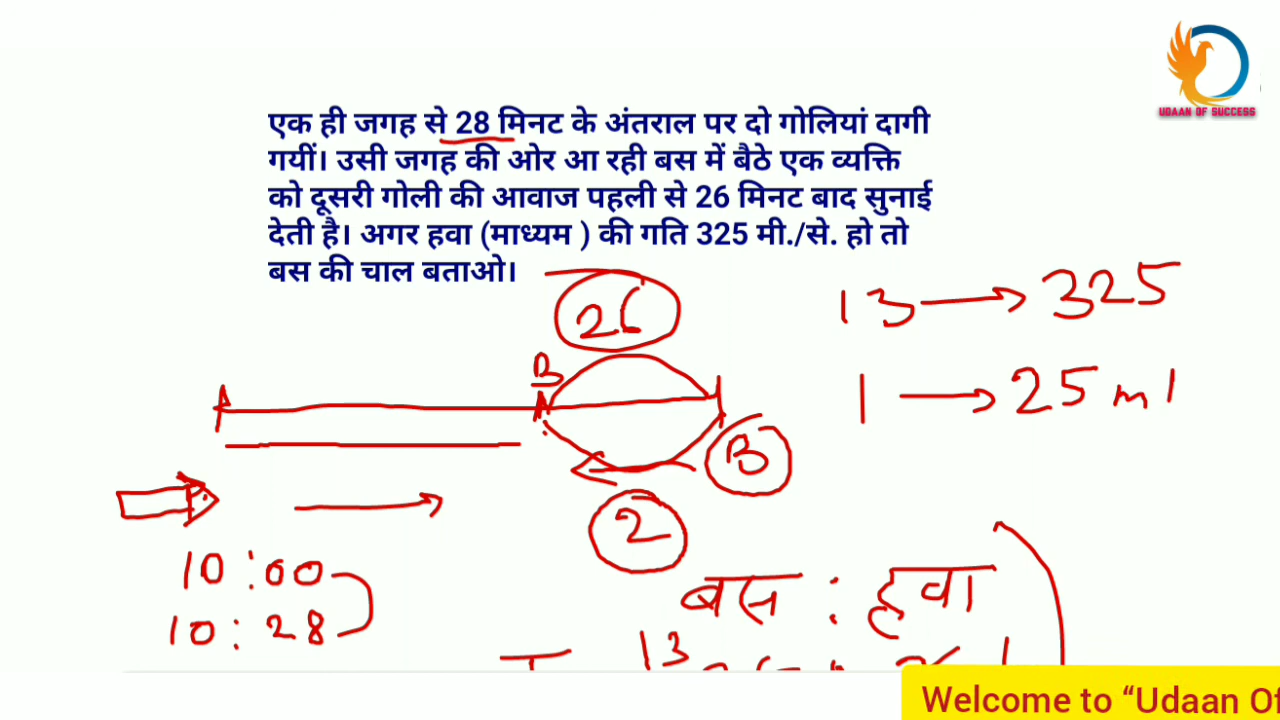 UDAAN OF SUCCESS
एक ही जगह से 28 मिनट के अंतराल पर दो गोलियां दागी
गयीं। उसी जगह की ओर आ रही बस में बैठे एक व्यक्ति
को दूसरी गोली की आवाज पहली से 26 मिनट बाद सुनाई
देती है। अगर हवा (माध्यम ) की गति 325 मी./से. हो तो
बस की चाल बताओ।
26
13 → 325
B
1 → 25 m
B
2
10:00
10:28
बस : हवा
13
Welcome to “Udaan Of